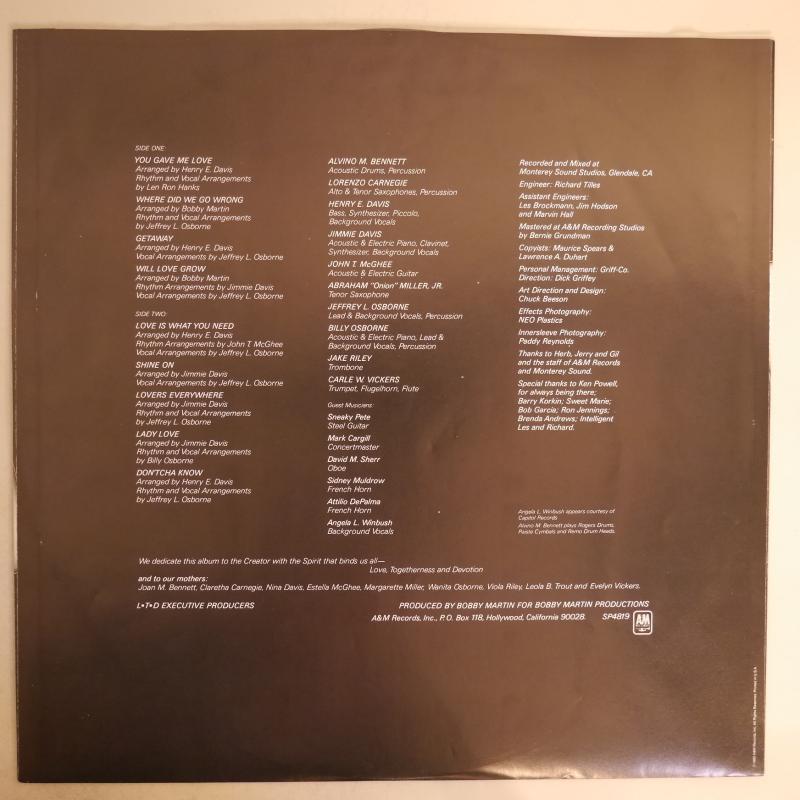 SIDE ONE:
YOU GAVE ME LOVE
Arranged by Henry E. Davis
Rhythm and Vocal Arrangements
by Len Ron Hanks
WHERE DID WE GO WRONG
Arranged by Bobby Martin
Rhythm and Vocal Arrangements
by Jeffrey L. Osborne
GETAWAY
Arranged by Henry E. Davis
Vocal Arrangements by Jeffrey L. Osborne
WILL LOVE GROW
Arranged by Bobby Martin
Rhythm Arrangements by Jimmie Davis
Vocal Arrangements by Jeffrey L. Osborne
SIDE TWO:
LOVE IS WHAT YOU NEED
Arranged by Henry E. Davis
Rhythm Arrangements by John T. McGhee
Vocal Arrangements by Jeffrey L. Osborne
SHINE ON
Arranged by Jimmie Davis
Vocal Arrangements by Jeffrey L. Osborne
LOVERS EVERYWHERE
Arranged by Jimmie Davis
Rhythm and Vocal Arrangements
by Jeffrey L. Osborne
LADY LOVE
Arranged by Jimmie Davis
Rhythm and Vocal Arrangements
by Billy Osborne
DON'TCHA KNOW
Arranged by Henry E. Davis
Rhythm and Vocal Arrangements
by Jeffrey L. Osborne
ALVINO M. BENNETT
Acoustic Drums, Percussion
LORENZO CARNEGIE
Alto & Tenor Saxophones, Percussion
HENRY E. DAVIS
Bass, Synthesizer, Piccolo,
Background Vocals
JIMMIE DAVIS
Acoustic & Electric Piano, Clavinet,
Synthesizer, Background Vocals
JOHN T. McGHEE
Acoustic & Electric Guitar
ABRAHAM "Onion" MILLER, JR.
Tenor Saxophone
JEFFREY L. OSBORNE
Lead & Background Vocals, Percussion
BILLY OSBORNE
Acoustic & Electric Piano, Lead &
Background Vocals, Percussion
JAKE RILEY
Trombone
CARLE W. VICKERS
Trumpet, Flugelhorn, Flute
Guest Musicians:
Sneaky Pete
Steel Guitar
Mark Cargill
Concertmaster
David M. Sherr
Oboe
Sidney Muldrow
French Horn
Attilio DePalma
French Horn
Angela L. Winbush
Background Vocals
Recorded and Mixed at
Monterey Sound Studios, Glendale, CA
Engineer: Richard Tilles
Assistant Engineers:
Les Brockmann, Jim Hodson
and Marvin Hall
Mastered at A&M Recording Studios
by Bernie Grundman
Copyists: Maurice Spears &
Lawrence A. Duhart
Personal Management: Griff-Co.
Direction: Dick Griffey
Art Direction and Design:
Chuck Beeson
Effects Photography:
NEO Plastics
Innersleeve Photography:
Paddy Reynolds
Thanks to Herb, Jerry and Gil
and the staff of A&M Records
and Monterey Sound.
Special thanks to Ken Powell,
for always being there;
Barry Korkin; Sweet Marie;
Bob Garcia; Ron Jennings;
Brenda Andrews; Intelligent
Les and Richard.
Angela L. Winbush appears courtesy of
Capitol Records
Alvino M. Bennett plays Rogers Drums,
Paiste Cymbals and Remo Drum Heads.
We dedicate this album to the Creator with the Spirit that binds us all—
Love, Togetherness and Devotion
and to our mothers:
Joan M. Bennett, Claretha Carnegie, Nina Davis, Estella McGhee, Margarette Miller, Wanita Osborne, Viola Riley, Leola B. Trout and Evelyn Vickers.
L•T•D EXECUTIVE PRODUCERS
PRODUCED BY BOBBY MARTIN FOR BOBBY MARTIN PRODUCTIONS
A&M Records, Inc., P.O. Box 118, Hollywood, California 90028. SP4819
AM